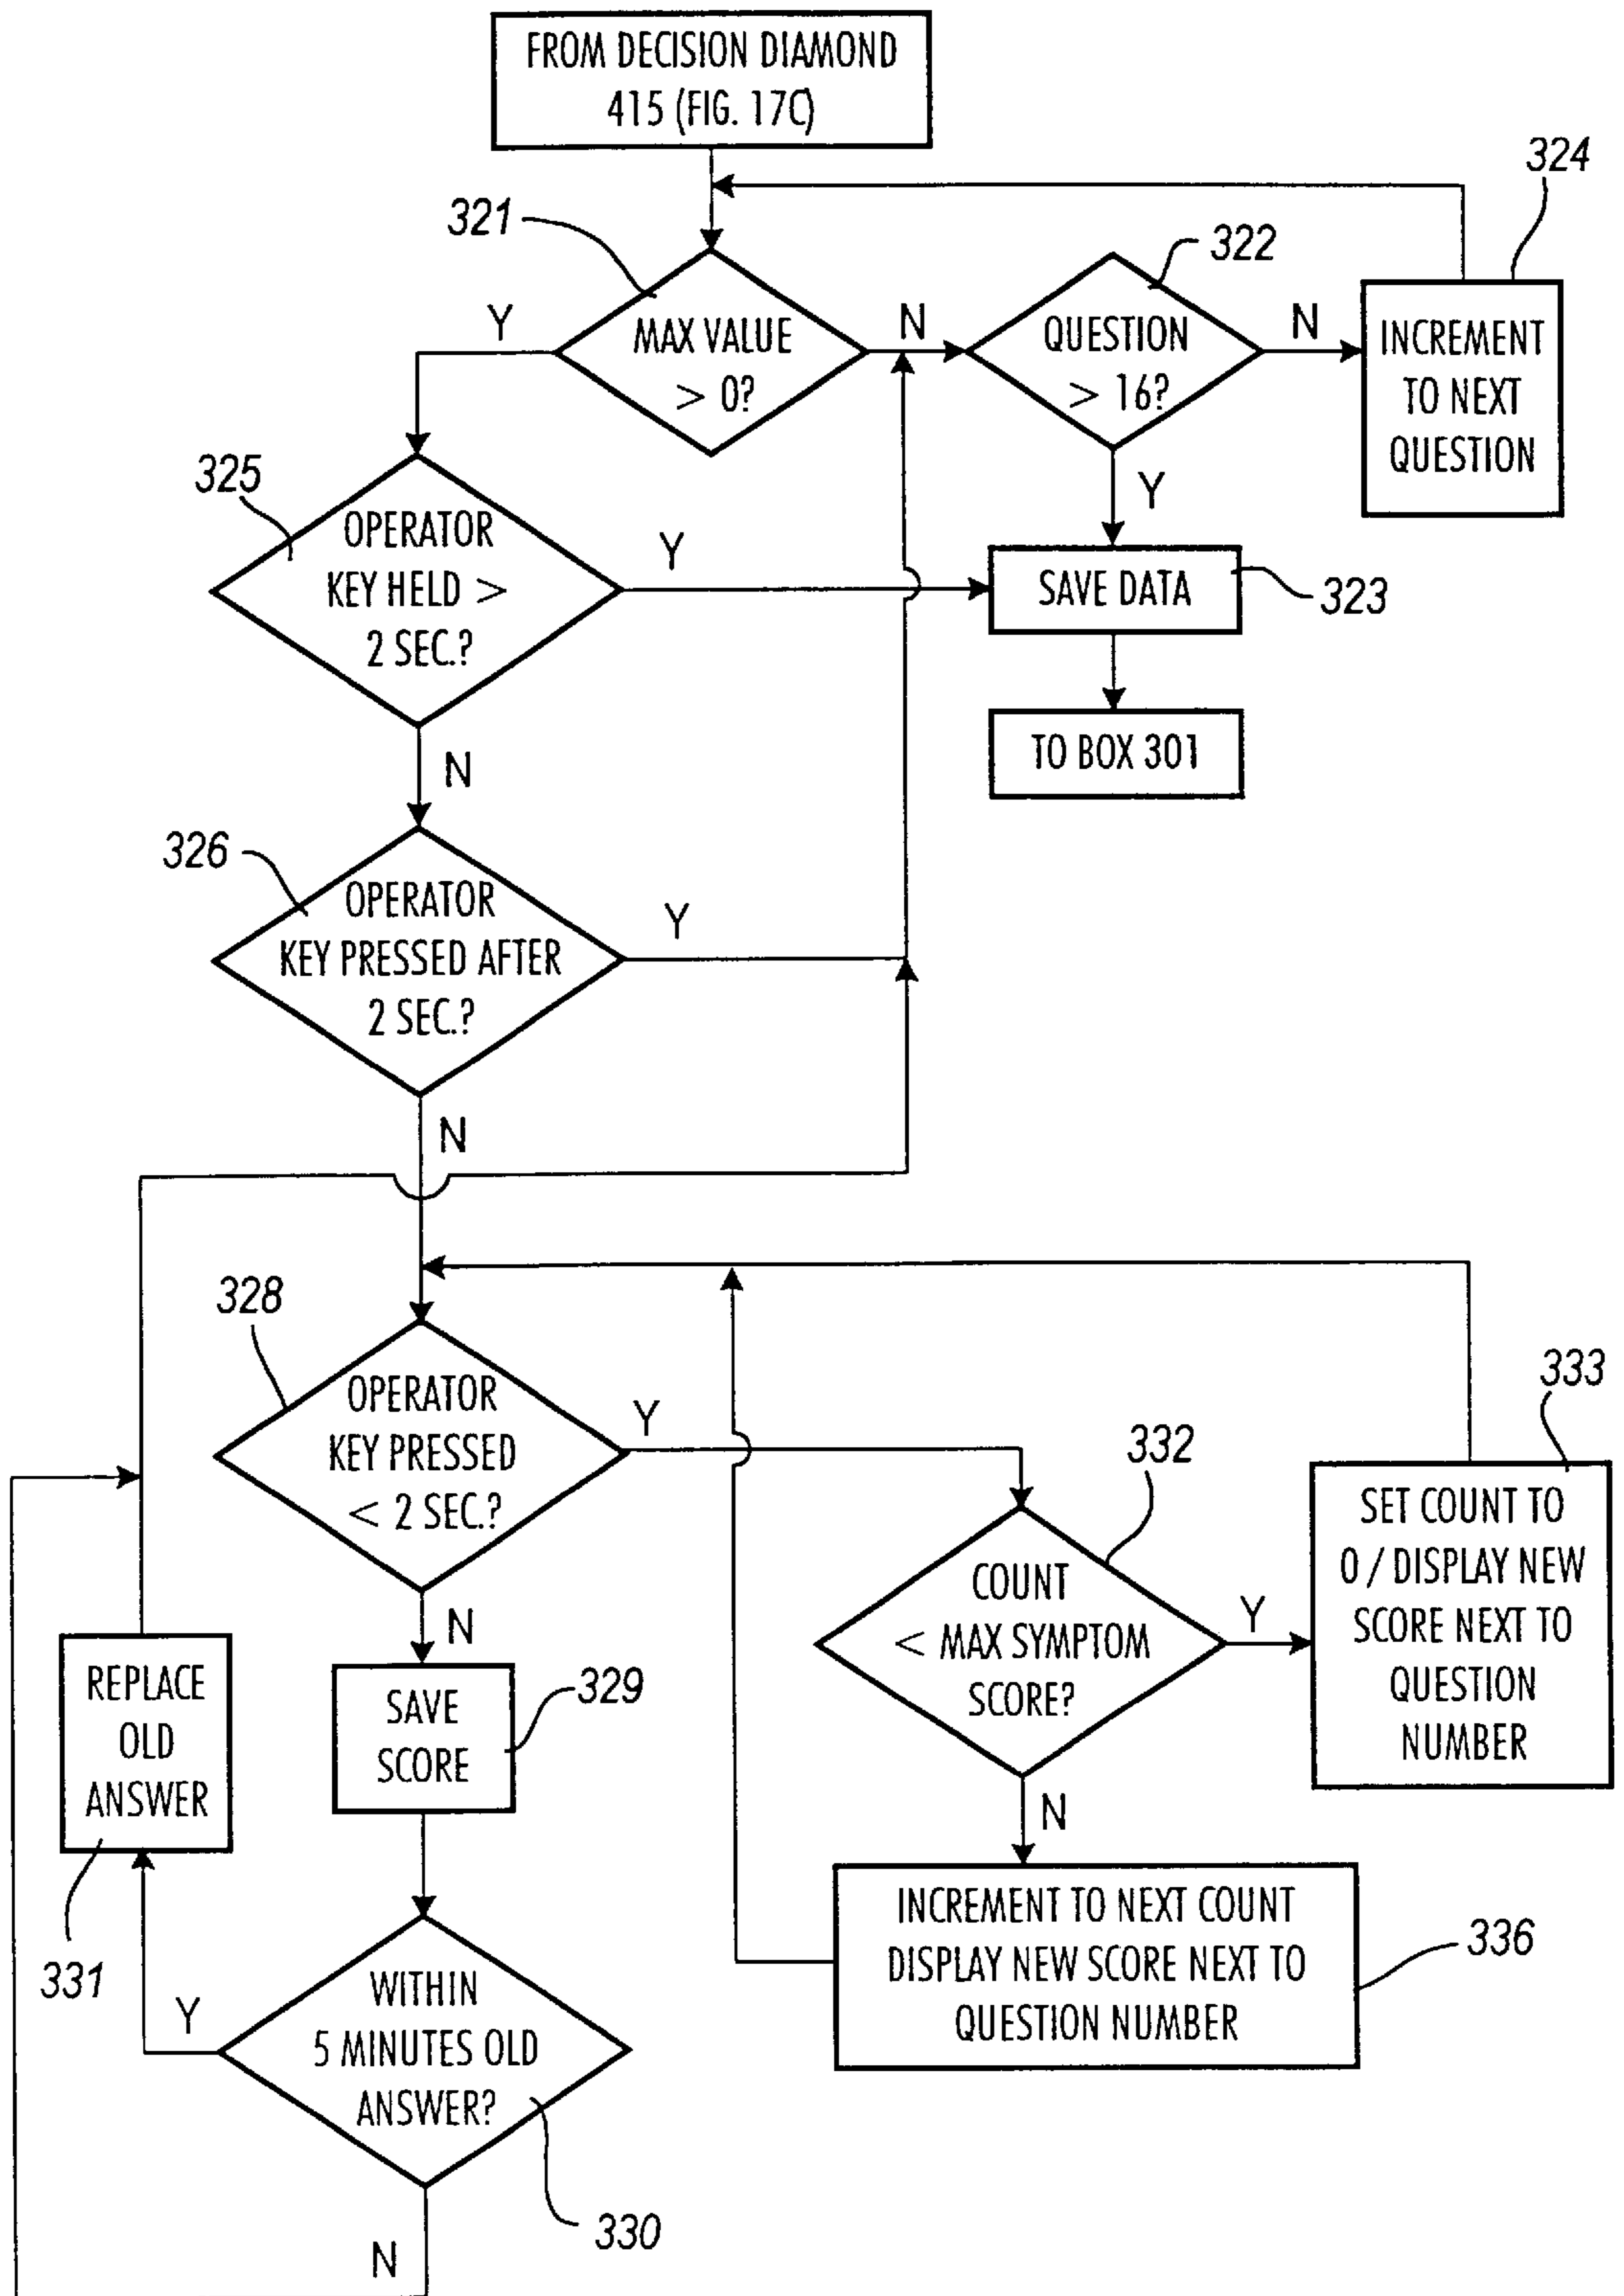 FROM DECISION DIAMOND
415 (FIG. 17C)
324
321
322
Y
MAX VALUE
> 0?
N
QUESTION
> 16?
N
INCREMENT
TO NEXT
QUESTION
325
OPERATOR
KEY HELD >
2 SEC.?
Y
Y
SAVE DATA
323
N
TO BOX 301
326
OPERATOR
KEY PRESSED AFTER
2 SEC.?
Y
N
328
OPERATOR
KEY PRESSED
< 2 SEC.?
Y
332
333
SET COUNT TO
0 / DISPLAY NEW
SCORE NEXT TO
QUESTION
NUMBER
COUNT
< MAX SYMPTOM
SCORE?
Y
N
REPLACE
OLD
ANSWER
SAVE
SCORE
329
N
331
INCREMENT TO NEXT COUNT
DISPLAY NEW SCORE NEXT TO
QUESTION NUMBER
336
Y
WITHIN
5 MINUTES OLD
ANSWER?
330
N